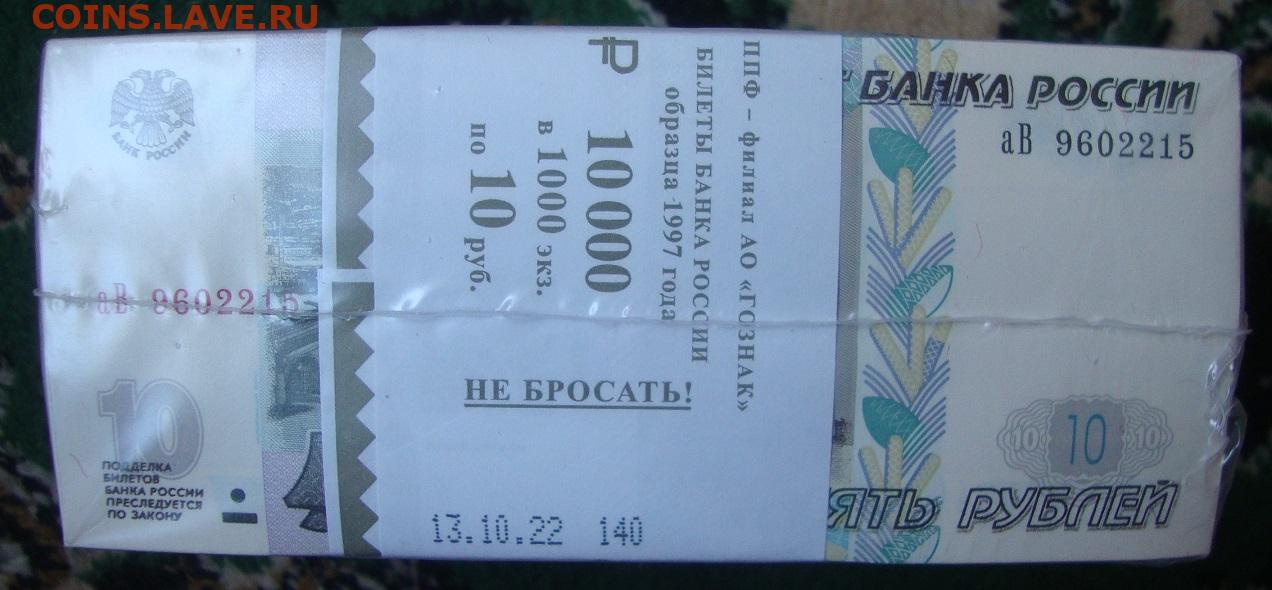 COINS.LAVE.RU
БАНК РОССИИ
аВ 9602215
10
ПОДДЕЛКА
БИЛЕТОВ
БАНКА РОССИИ
ПРЕСЛЕДУЕТСЯ
ПО ЗАКОНУ
ППФ – филиал АО «ГОЗНАК»
БИЛЕТЫ БАНКА РОССИИ
образца 1997 года
₽ 10 000
в 1000 экз.
по 10 руб.
НЕ БРОСАТЬ!
13.10.22 140
БАНКА РОССИИ
аВ 9602215
10 10 10
ЯТЬ РУБЛЕЙ